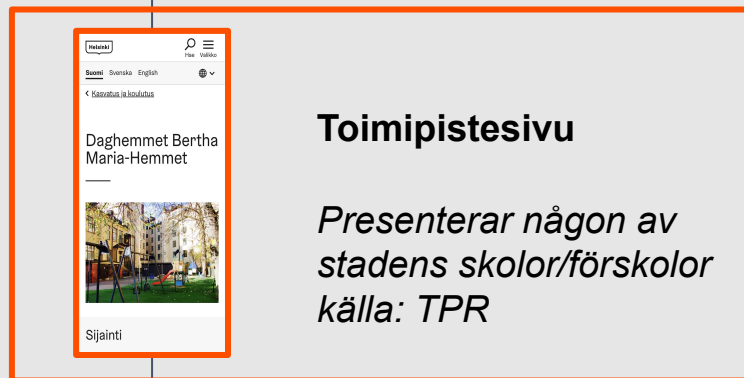 Helsinki
Hae Valikko
Suomi Svenska English
Kasvatus ja koulutus
Daghemmet Bertha
Maria-Hemmet
Sijainti
Toimipistesivu
Presenterar någon av
stadens skolor/förskolor
källa: TPR